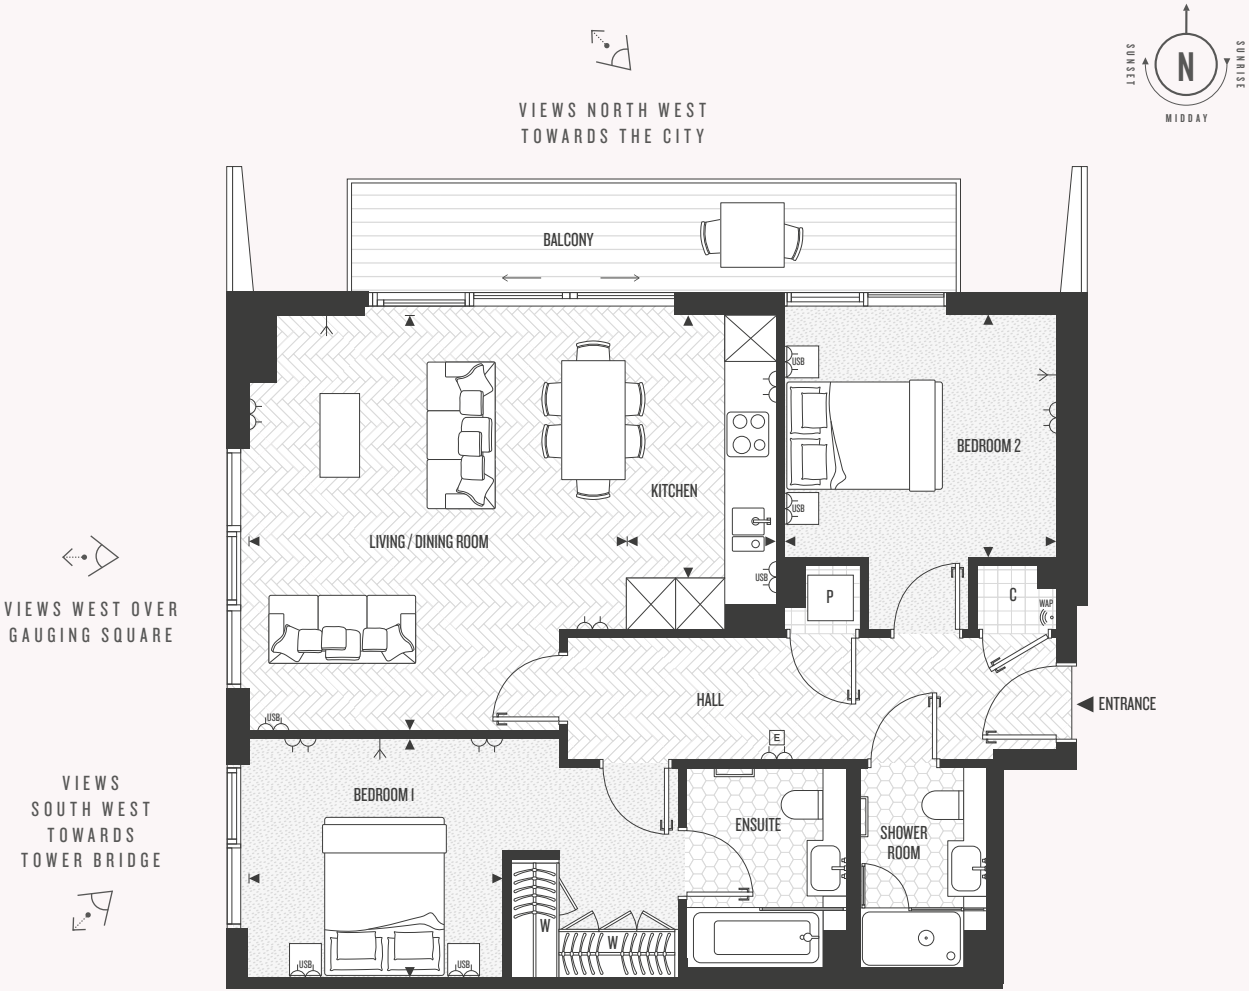 VIEWS NORTH WEST
TOWARDS THE CITY
N
SUNSET
SUNRISE
MIDDAY
BALCONY
USB
BEDROOM 2
KITCHEN
USB
LIVING / DINING ROOM
VIEWS WEST OVER
GAUGING SQUARE
USB
P
C
WAP
HALL
ENTRANCE
USB
E
VIEWS
SOUTH WEST
TOWARDS
TOWER BRIDGE
BEDROOM 1
ENSUITE
SHOWER
ROOM
W
W
USB
USB